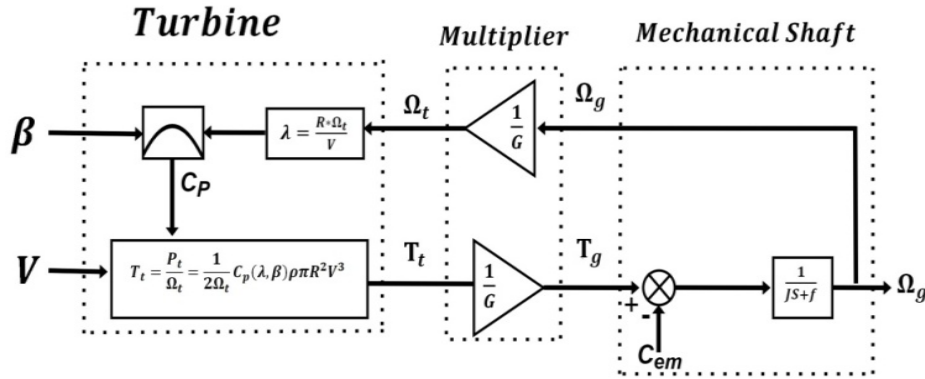 Turbine
Multiplier
Mechanical Shaft
β
λ = R*Ω_t / V
Ω_t
1/G
Ω_g
C_P
V
T_t = P_t/Ω_t = 1/(2Ω_t) C_p(λ, β)ρπR²V³
T_t
1/G
T_g
+
-
C_em
1/(JS+f)
Ω_g